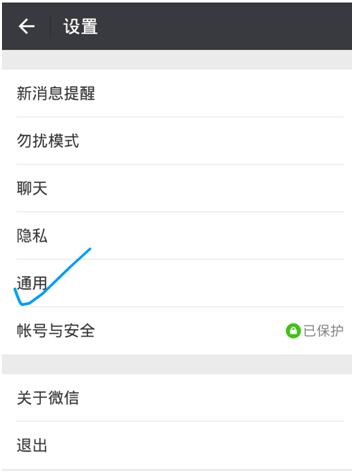 设置
新消息提醒
勿扰模式
聊天
隐私
通用
帐号与安全 已保护
关于微信
退出